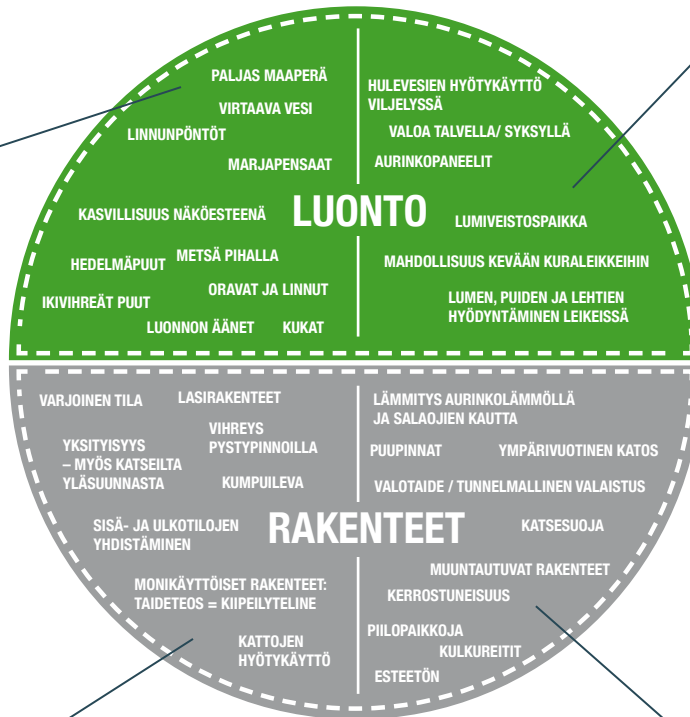 PALJAS MAAPERÄ
VIRTAAVA VESI
LINNUNPÖNTÖT
MARJAPENSAAT
HULEVESIEN HYÖTYKÄYTTÖ
VILJELYSSÄ
VALOA TALVELLA/ SYKSYLLÄ
AURINKOPANEELIT
LUONTO
KASVILLISUUS NÄKÖESTEENÄ
METSÄ PIHALLA
HEDELMÄPUUT
ORAVAT JA LINNUT
IKIVIHREÄT PUUT
LUONNON ÄÄNET
KUKAT
LUMIVEISTOSPAIKKA
MAHDOLLISUUS KEVÄÄN KURALEIKKEIHIN
LUMEN, PUIDEN JA LEHTIEN
HYÖDYNTÄMINEN LEIKEISSÄ
VARJOINEN TILA
LASIRAKENTEET
VIHREYS
PYSTYPINNOILLA
YKSITYISYYS
– MYÖS KATSEILTA
YLÄSUUNNASTA
KUMPUILEVA
LÄMMITYS AURINKOLÄMMÖLLÄ
JA SALAOJIEN KAUTTA
PUUPINNAT
YMPÄRIVUOTINEN KATOS
VALOTAIDE / TUNNELMALLINEN VALAISTUS
RAKENTEET
SISÄ- JA ULKOTILOJEN
YHDISTÄMINEN
MONIKÄYTTÖISET RAKENTEET:
TAIDETEOS = KIIPEILYTELINE
KATTOJEN
HYÖTYKÄYTTÖ
KATSESUOJA
MUUNTAUTUVAT RAKENTEET
KERROSTUNEISUUS
PIILOPAIKKOJA
KULKUREITIT
ESTEETÖN